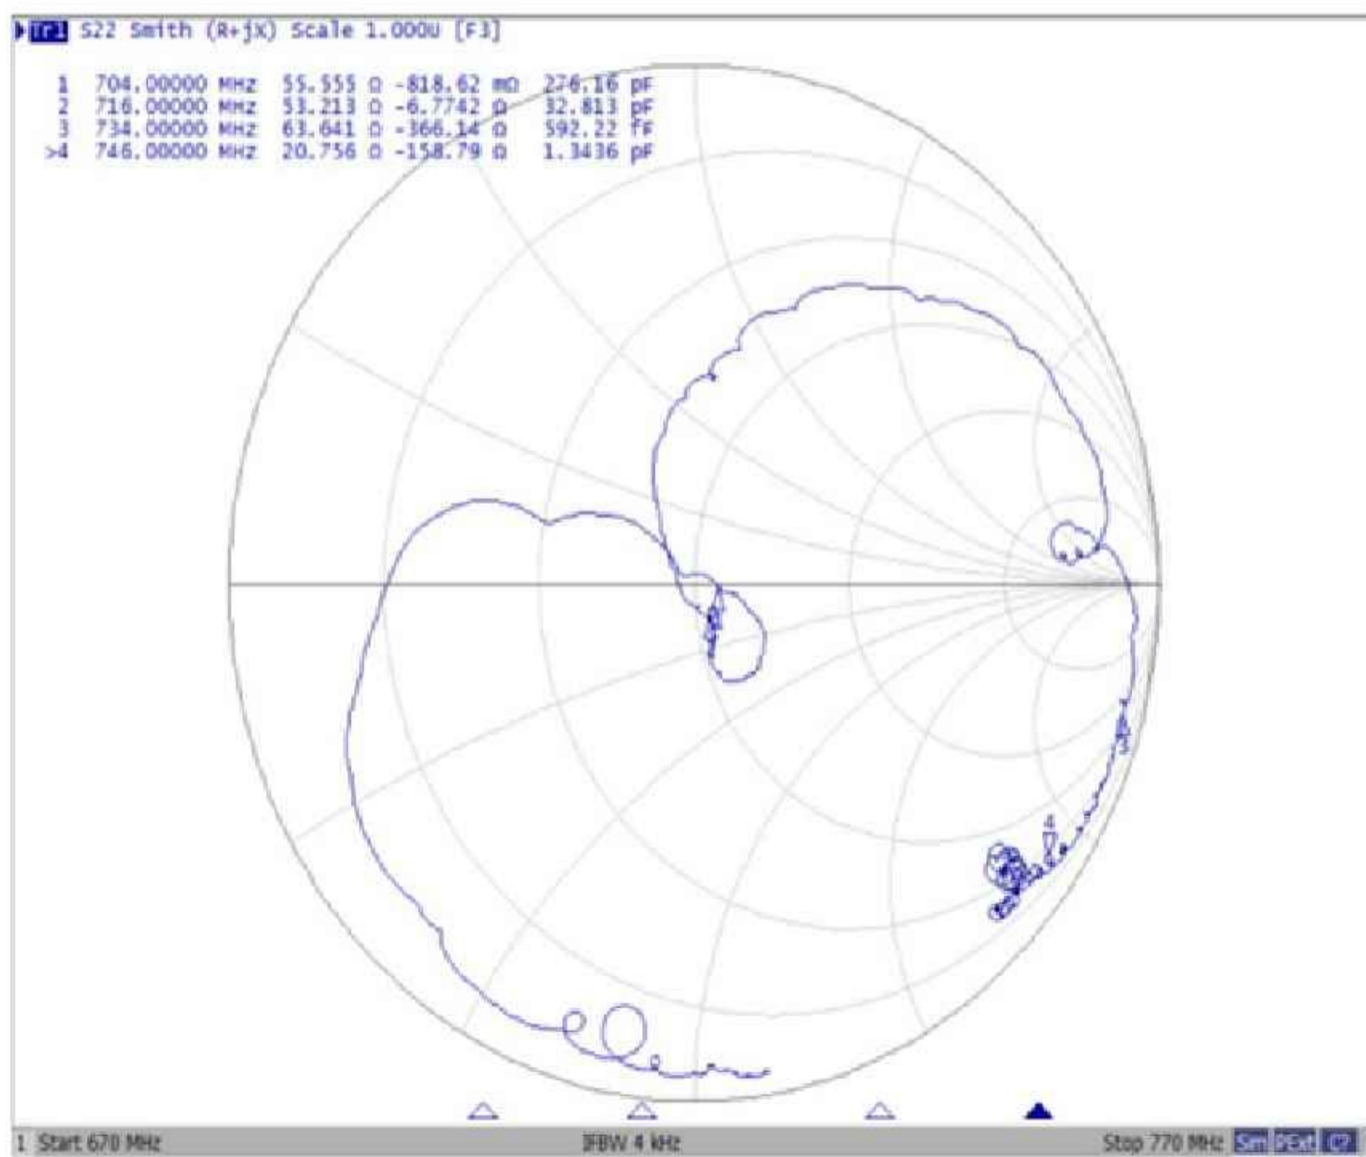 Tr1 S22 Smith (R+jX) Scale 1.000U [F3]
1 704.00000 MHz 55.555 Ω -818.62 mΩ 276.16 pF
2 716.00000 MHz 53.213 Ω -6.7742 Ω 32.813 pF
3 734.00000 MHz 63.641 Ω -366.14 Ω 592.22 fF
>4 746.00000 MHz 20.756 Ω -158.79 Ω 1.3436 pF
3
4
1 Start 670 MHz IFBW 4 kHz Stop 770 MHz Sim PExt C?